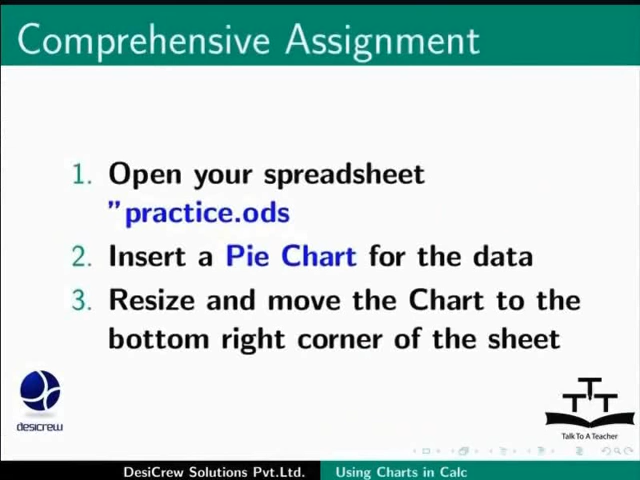 Comprehensive Assignment
1. Open your spreadsheet
”practice.ods
2. Insert a Pie Chart for the data
3. Resize and move the Chart to the
bottom right corner of the sheet
desicrew
TTT
Talk To A Teacher
DesiCrew Solutions Pvt.Ltd. Using Charts in Calc